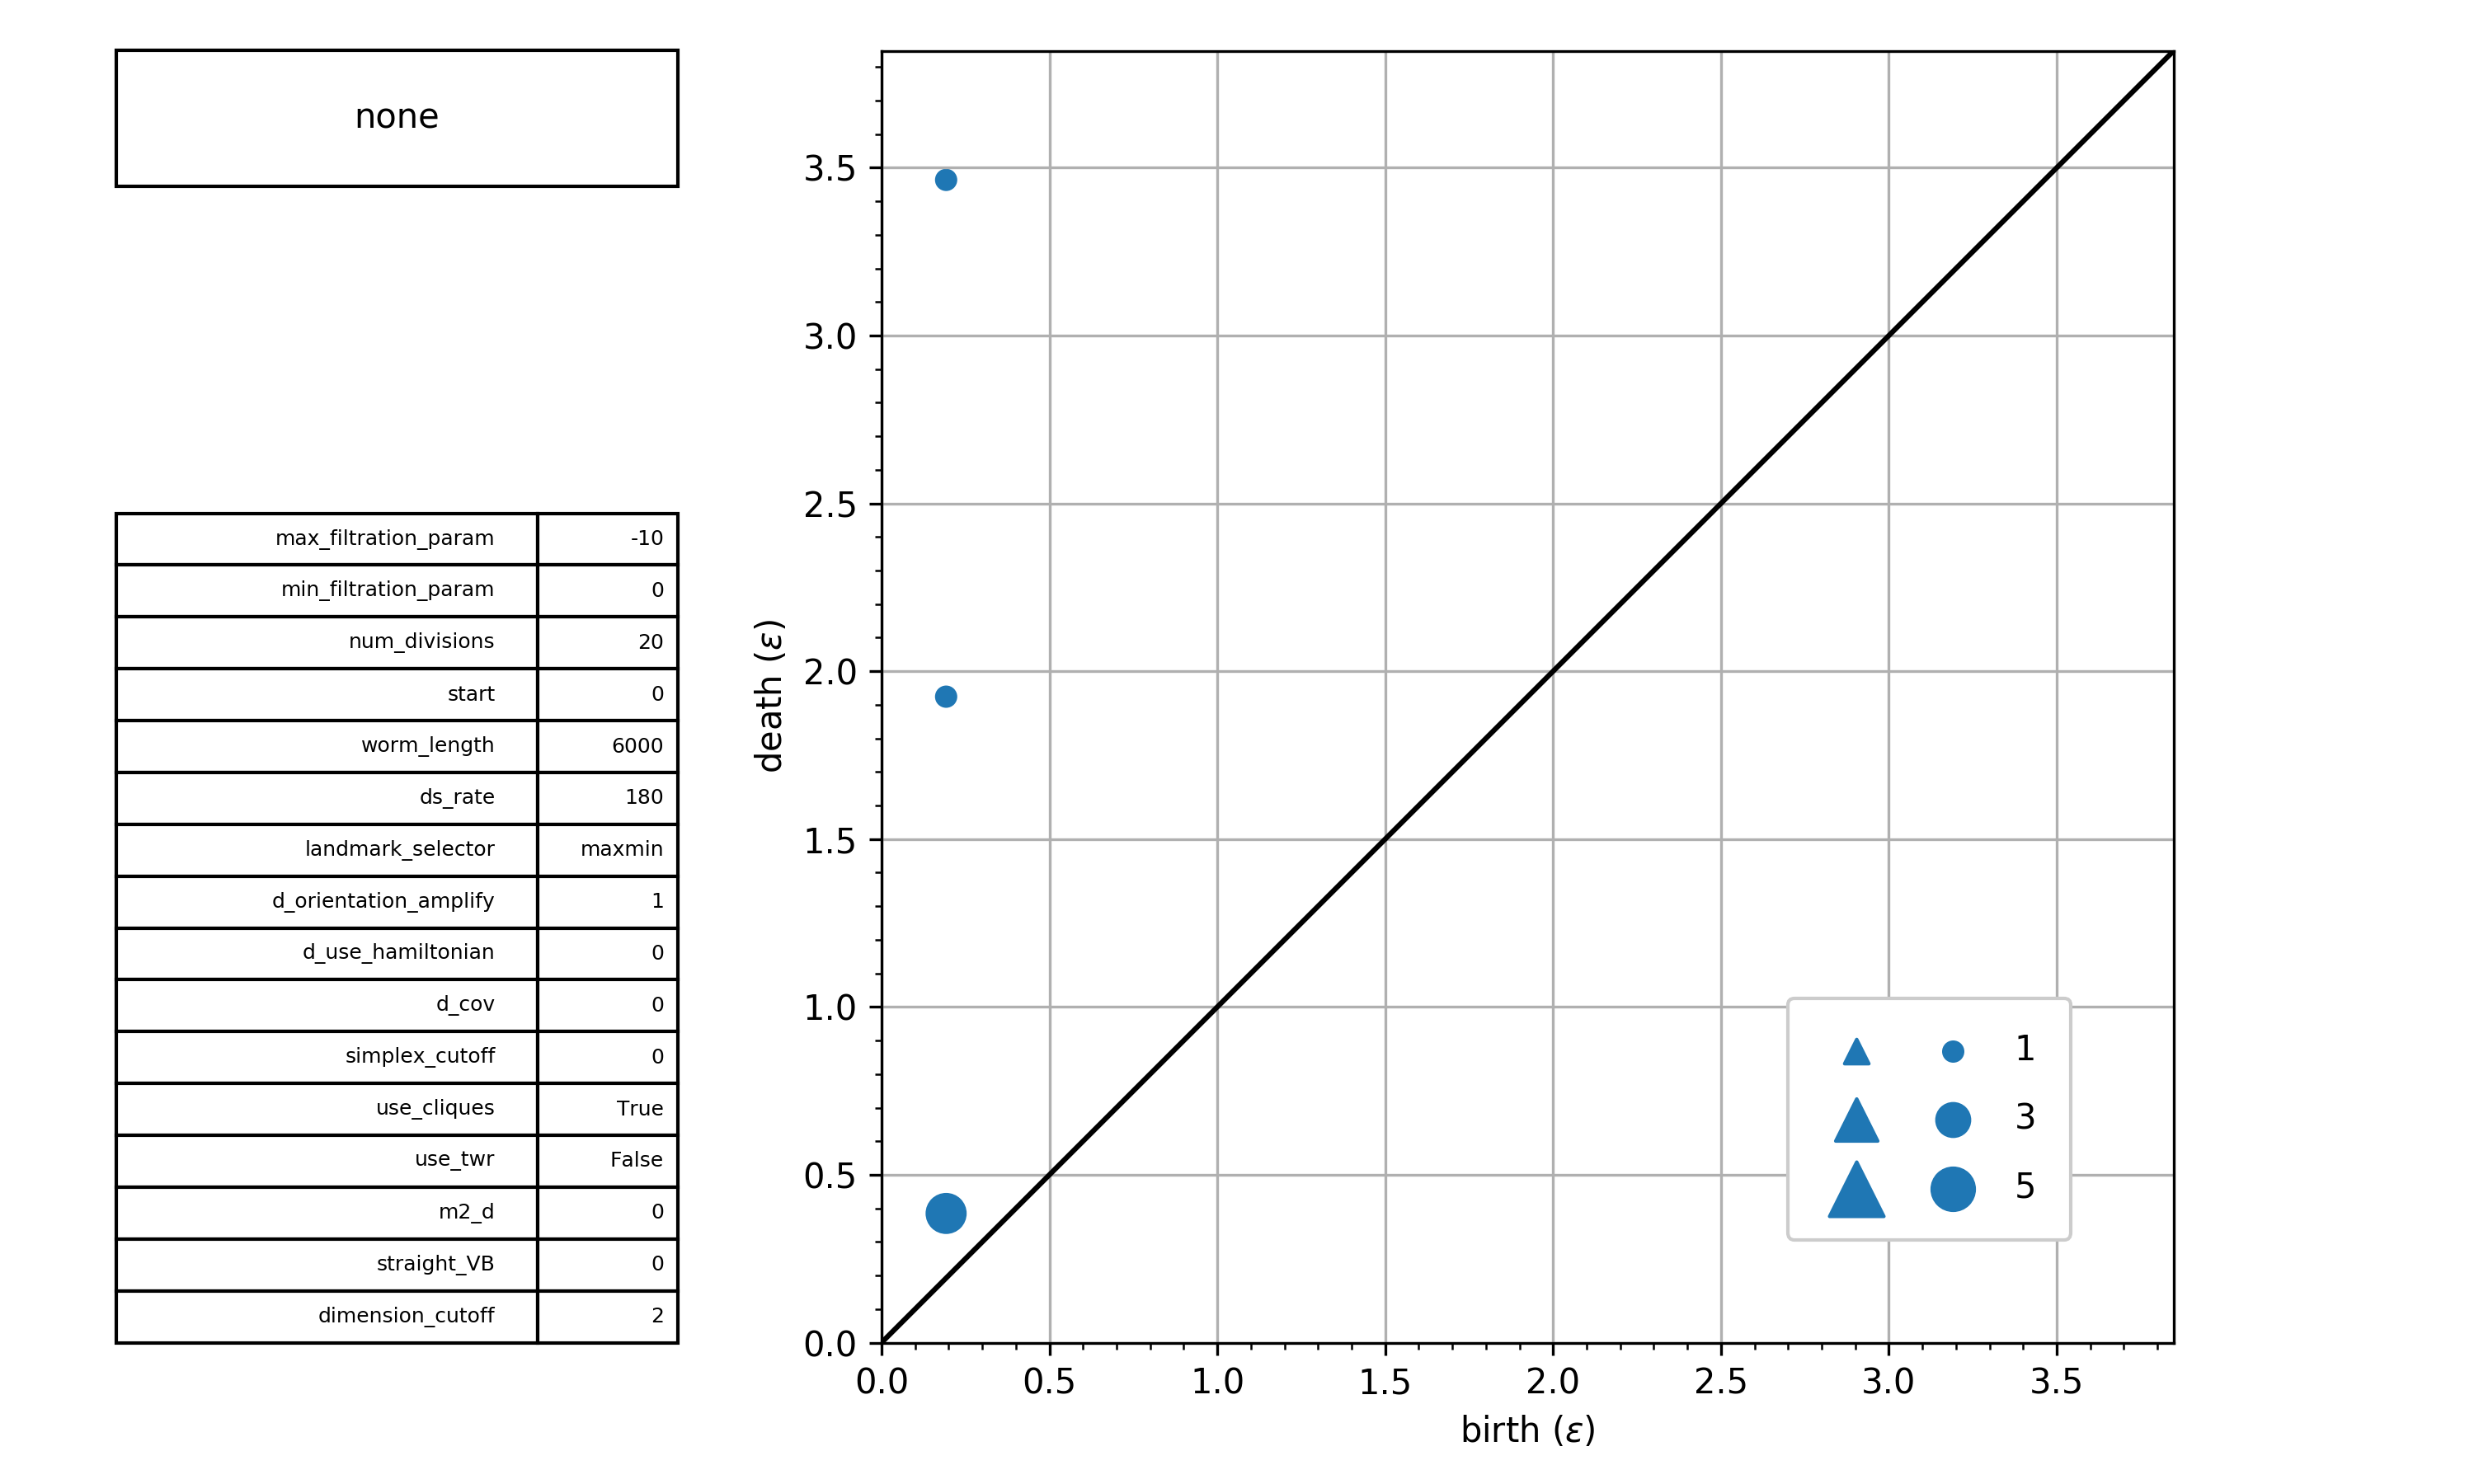 none
max_filtration_param -10
min_filtration_param 0
num_divisions 20
start 0
worm_length 6000
ds_rate 180
landmark_selector maxmin
d_orientation_amplify 1
d_use_hamiltonian 0
d_cov 0
simplex_cutoff 0
use_cliques True
use_twr False
m2_d 0
straight_VB 0
dimension_cutoff 2
death (ε)
3.5
3.0
2.5
2.0
1.5
1.0
0.5
0.0
0.0 0.5 1.0 1.5 2.0 2.5 3.0 3.5
birth (ε)
1
3
5